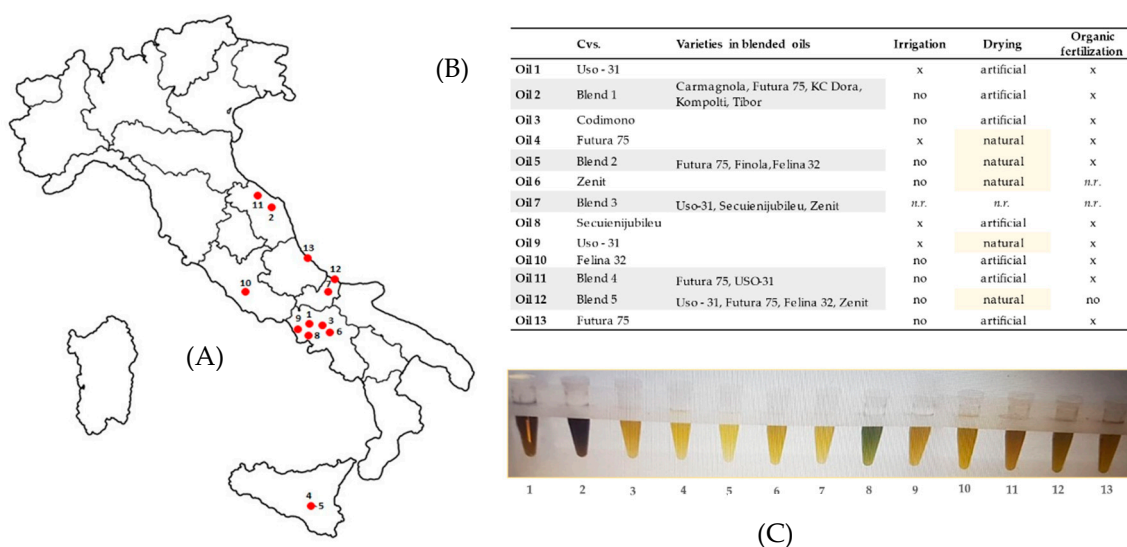 (A)
11
2
13
12
7
10
9
1
3
8
6
4
5
(B)
Cvs. Varieties in blended oils Irrigation Drying Organic fertilization
Oil 1 Uso - 31 x artificial x
Oil 2 Blend 1 Carmagnola, Futura 75, KC Dora,
Kompolti, Tibor no artificial x
Oil 3 Codimono no artificial x
Oil 4 Futura 75 x natural x
Oil 5 Blend 2 Futura 75, Finola, Felina 32 no natural x
Oil 6 Zenit no natural n.r.
Oil 7 Blend 3 Uso-31, Secuienijubileu, Zenit n.r. n.r. n.r.
Oil 8 Secuienijubileu x artificial x
Oil 9 Uso - 31 x natural x
Oil 10 Felina 32 no artificial x
Oil 11 Blend 4 Futura 75, USO-31 no artificial x
Oil 12 Blend 5 Uso - 31, Futura 75, Felina 32, Zenit no natural no
Oil 13 Futura 75 no artificial x
1 2 3 4 5 6 7 8 9 10 11 12 13
(C)